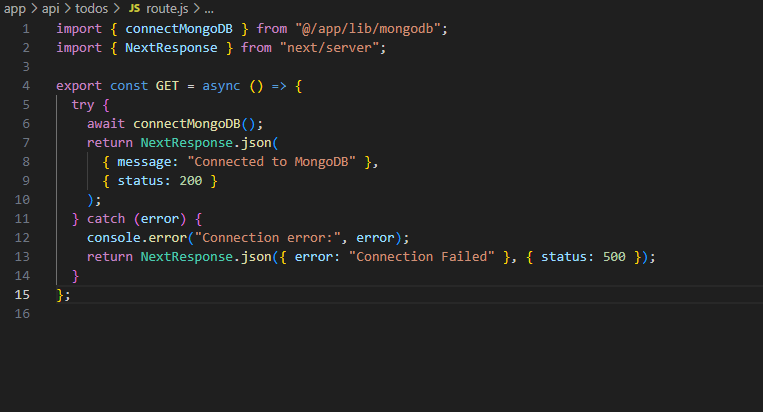 app > api > todos > JS route.js > ...
1 import { connectMongoDB } from "@/app/lib/mongodb";
2 import { NextResponse } from "next/server";
3
4 export const GET = async () => {
5   try {
6     await connectMongoDB();
7     return NextResponse.json(
8       { message: "Connected to MongoDB" },
9       { status: 200 }
10     );
11   } catch (error) {
12     console.error("Connection error:", error);
13     return NextResponse.json({ error: "Connection Failed" }, { status: 500 });
14   }
15 };
16